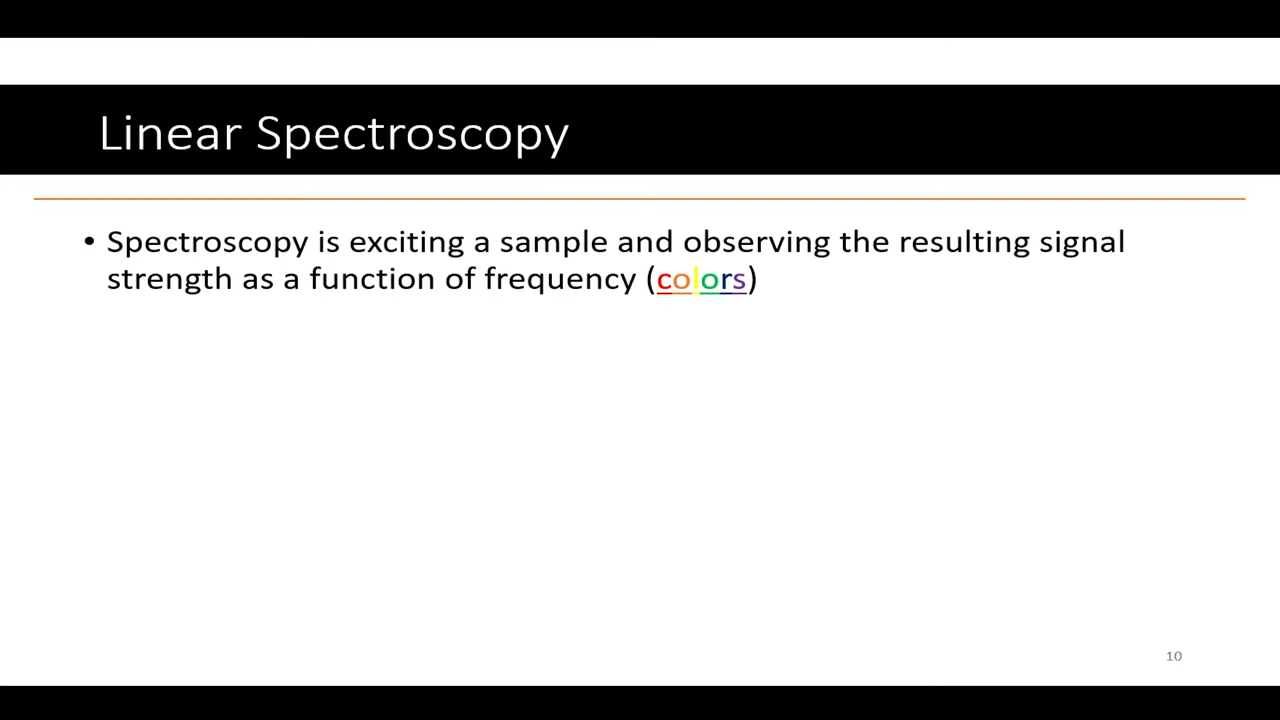 Linear Spectroscopy
• Spectroscopy is exciting a sample and observing the resulting signal
strength as a function of frequency (colors)
10